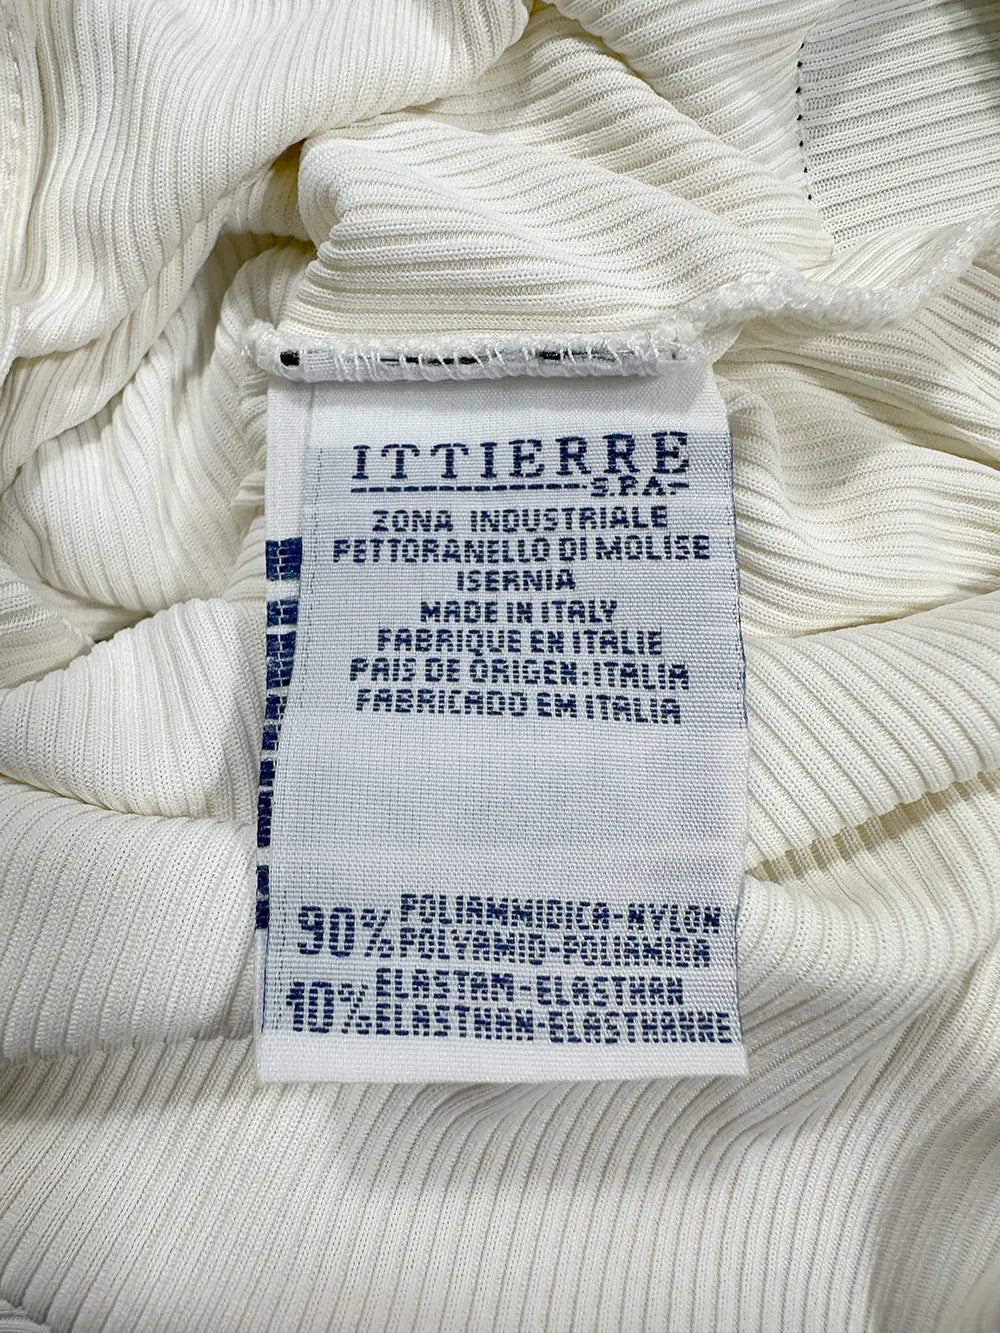 ITTIERRE
S.P.A.
ZONA INDUSTRIALE
PETTORANELLO DI MOLISE
ISERNIA
MADE IN ITALY
FABRIQUE EN ITALIE
PAIS DE ORIGEN: ITALIA
FABRICADO EM ITALIA
90% POLIAMMIDICA-NYLON
POLYAMID-POLIAMIDA
10% ELASTAM-ELASTHAN
ELASTHAN-ELASTHANNE